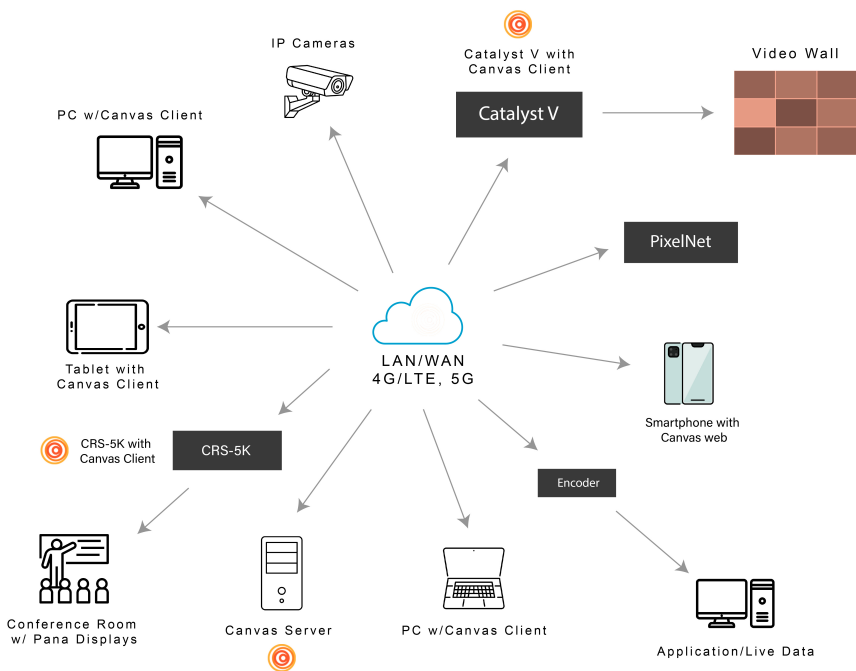 IP Cameras
Catalyst V with
Canvas Client
Video Wall
PC w/Canvas Client
Catalyst V
PixelNet
LAN/WAN
4G/LTE, 5G
Tablet with
Canvas Client
Smartphone with
Canvas web
CRS-5K with
Canvas Client
CRS-5K
Encoder
Conference Room
w/ Pana Displays
Canvas Server
PC w/Canvas Client
Application/Live Data